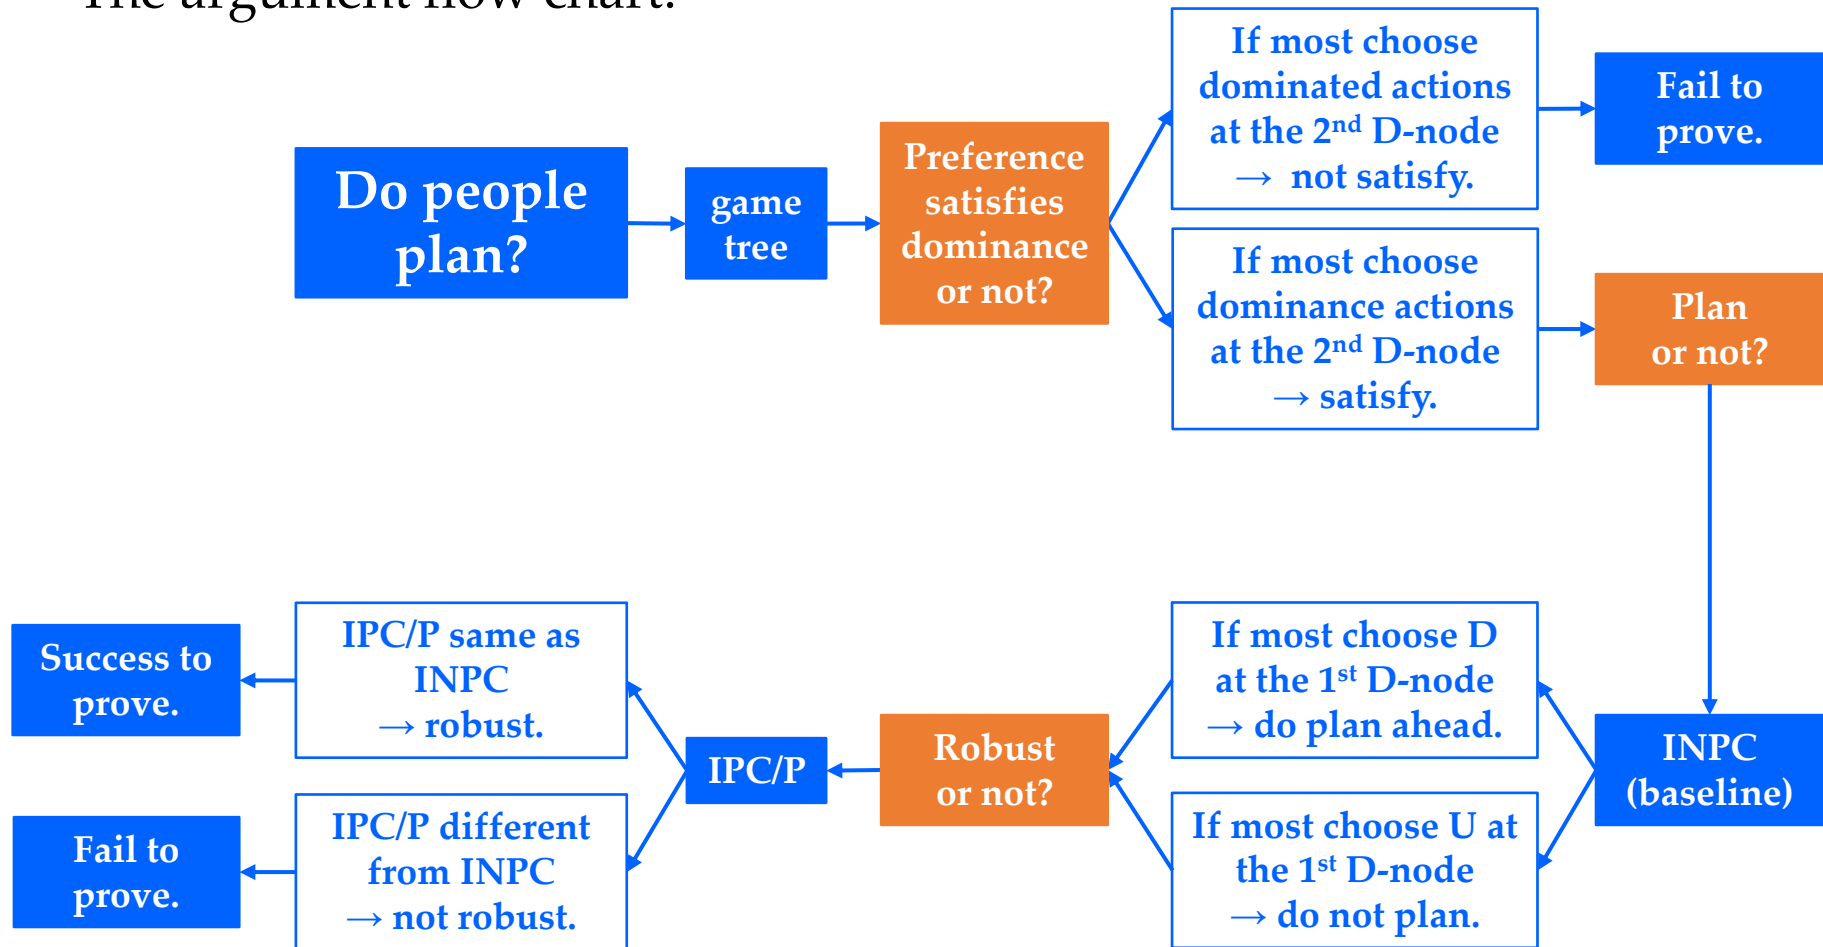 The argument flow chart:
Do people
plan?
game
tree
Preference
satisfies
dominance
or not?
If most choose
dominated actions
at the 2nd D-node
→ not satisfy.
Fail to
prove.
If most choose
dominance actions
at the 2nd D-node
→ satisfy.
Plan
or not?
INPC
(baseline)
If most choose D
at the 1st D-node
→ do plan ahead.
If most choose U at
the 1st D-node
→ do not plan.
Robust
or not?
IPC/P
IPC/P same as
INPC
→ robust.
Success to
prove.
IPC/P different
from INPC
→ not robust.
Fail to
prove.